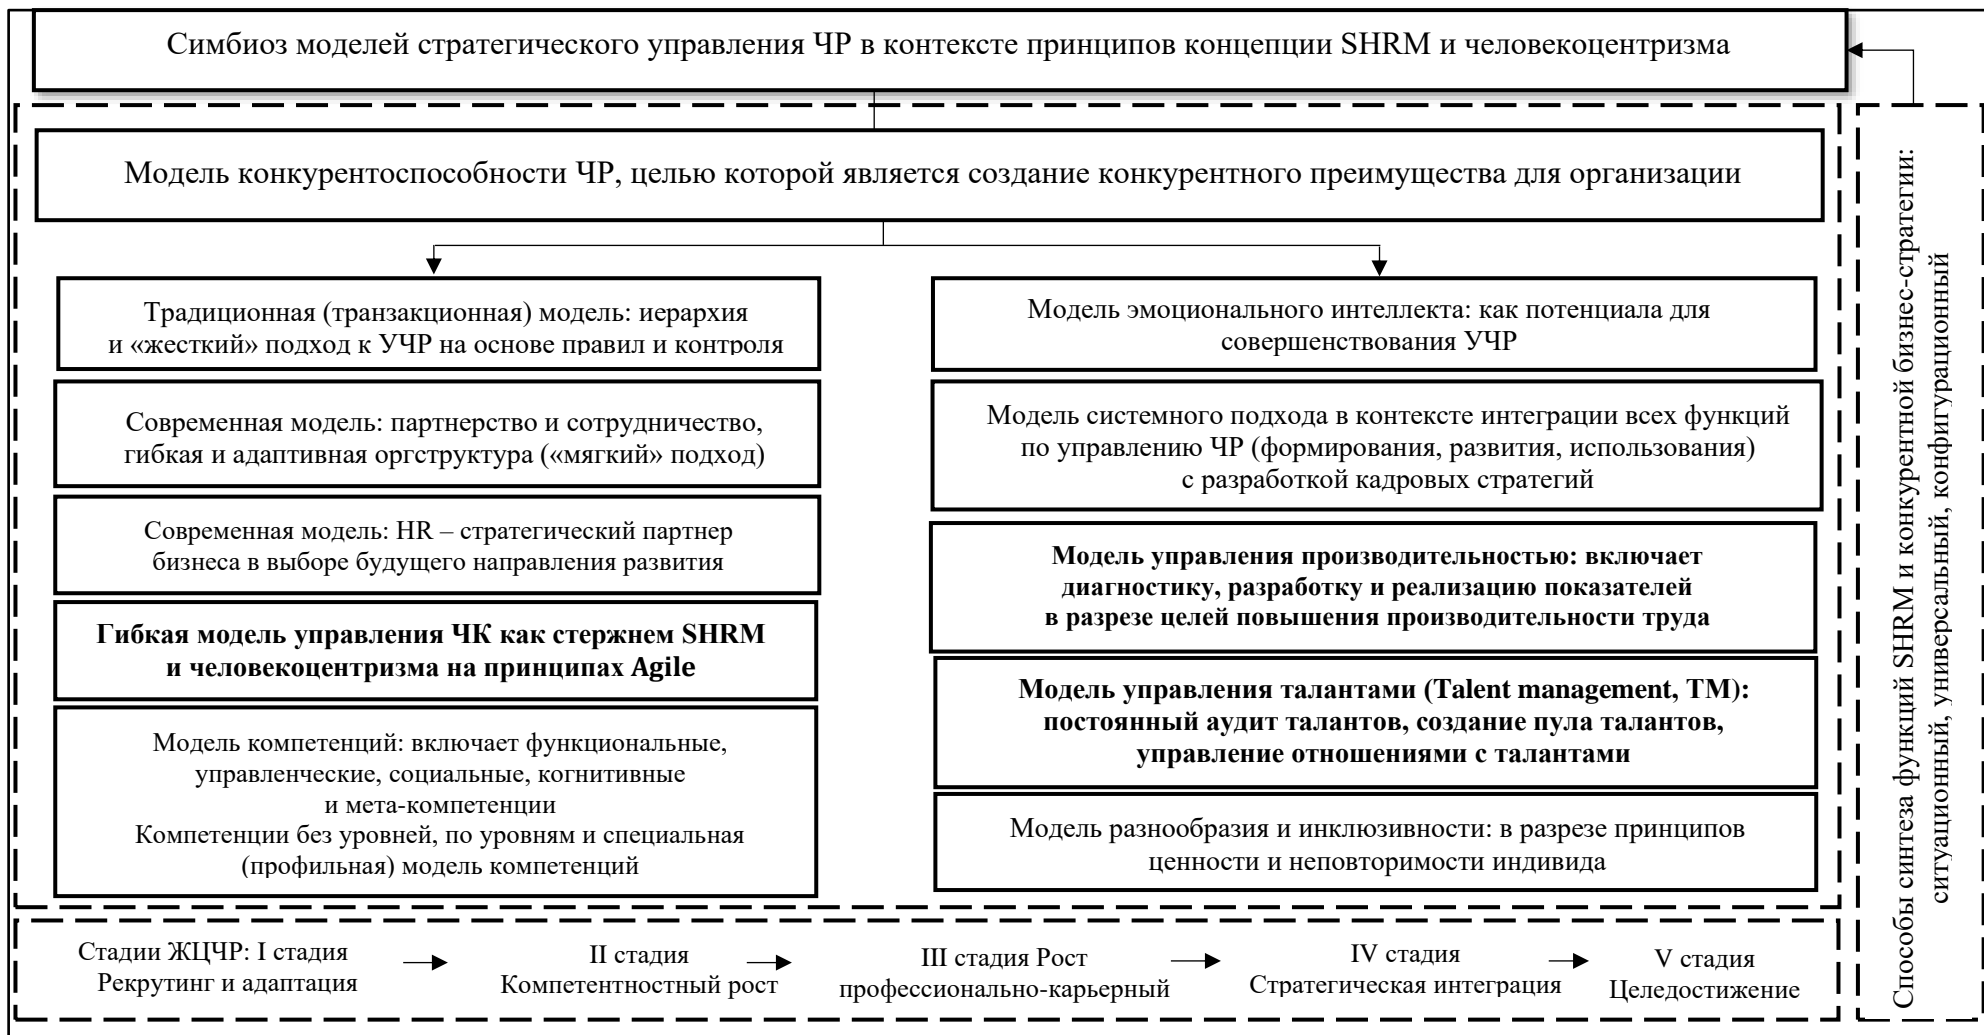 Симбиоз моделей стратегического управления ЧР в контексте принципов концепции SHRM и человекоцентризма
Модель конкурентоспособности ЧР, целью которой является создание конкурентного преимущества для организации
Традиционная (транзакционная) модель: иерархия
и «жесткий» подход к УЧР на основе правил и контроля
Современная модель: партнерство и сотрудничество,
гибкая и адаптивная оргструктура («мягкий» подход)
Современная модель: HR – стратегический партнер
бизнеса в выборе будущего направления развития
Гибкая модель управления ЧК как стержнем SHRM
и человекоцентризма на принципах Agile
Модель компетенций: включает функциональные,
управленческие, социальные, когнитивные
и мета-компетенции
Компетенции без уровней, по уровням и специальная
(профильная) модель компетенций
Модель эмоционального интеллекта: как потенциала для
совершенствования УЧР
Модель системного подхода в контексте интеграции всех функций
по управлению ЧР (формирования, развития, использования)
с разработкой кадровых стратегий
Модель управления производительностью: включает
диагностику, разработку и реализацию показателей
в разрезе целей повышения производительности труда
Модель управления талантами (Talent management, TM):
постоянный аудит талантов, создание пула талантов,
управление отношениями с талантами
Модель разнообразия и инклюзивности: в разрезе принципов
ценности и неповторимости индивида
Стадии ЖЦЧР: I стадия
Рекрутинг и адаптация
II стадия
Компетентностный рост
III стадия Рост
профессионально-карьерный
IV стадия
Стратегическая интеграция
V стадия
Целедостижение
Способы синтеза функций SHRM и конкурентной бизнес-стратегии:
ситуационный, универсальный, конфигурационный